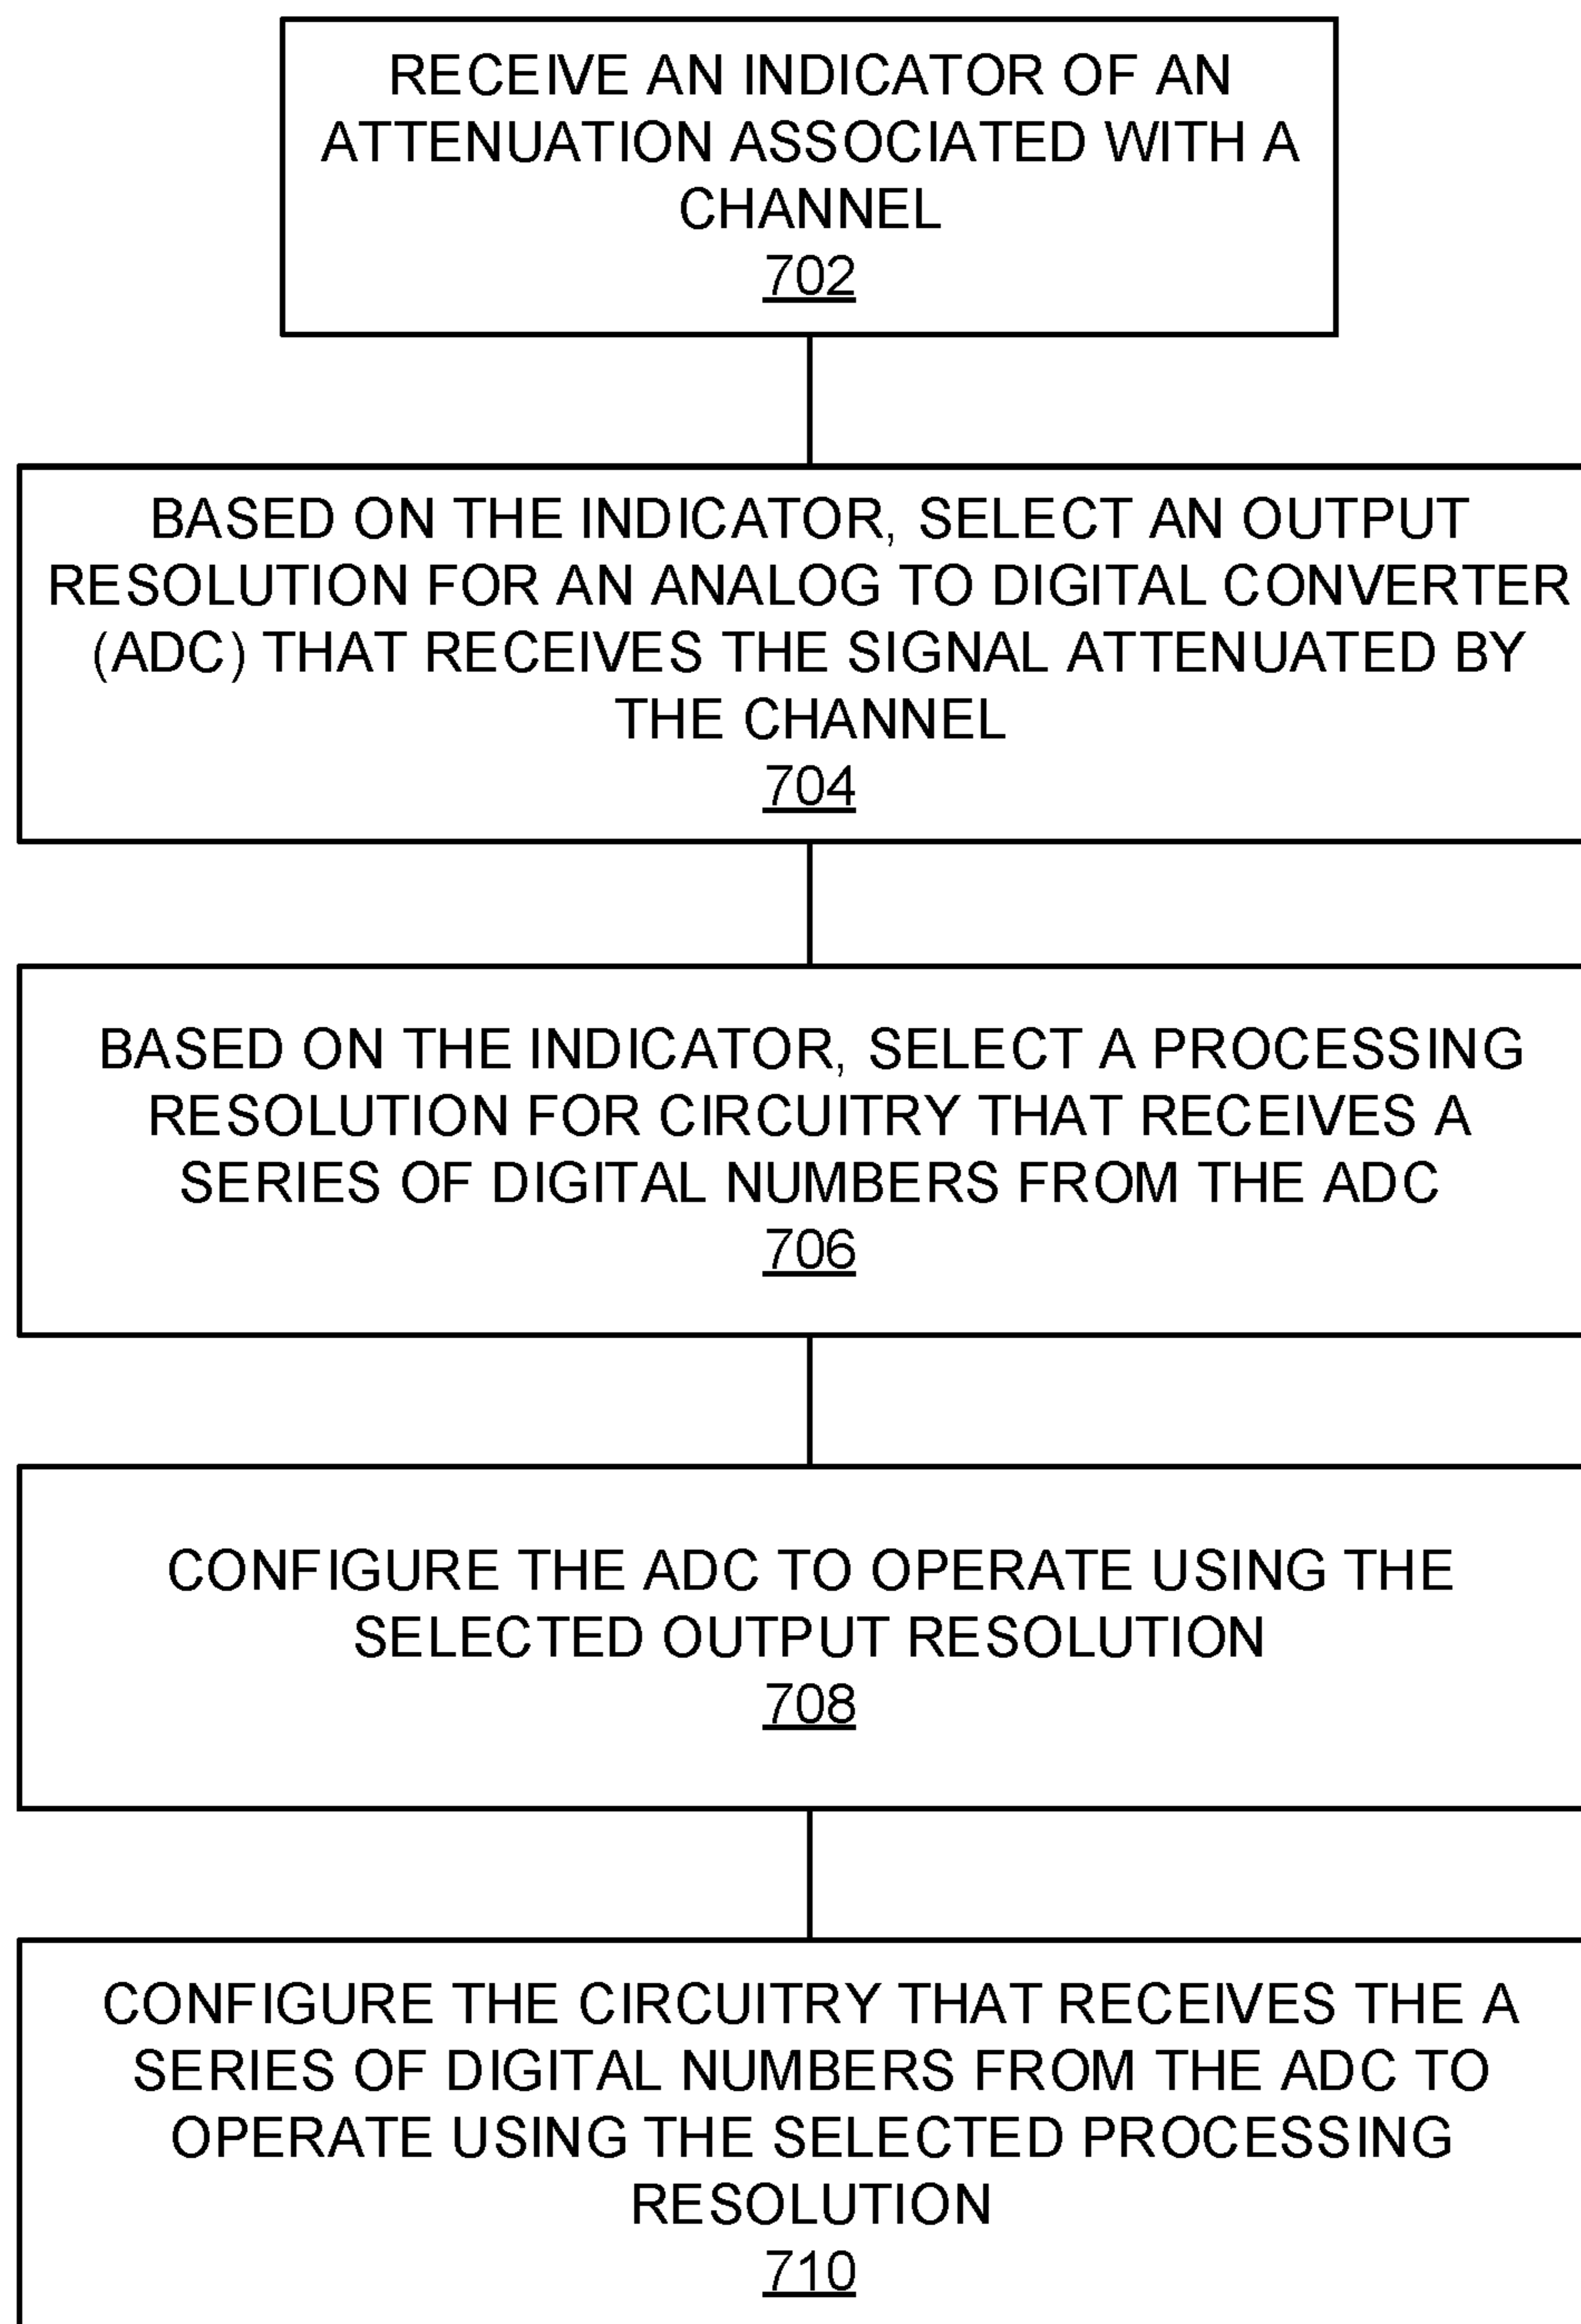 RECEIVE AN INDICATOR OF AN
ATTENUATION ASSOCIATED WITH A
CHANNEL
702
BASED ON THE INDICATOR, SELECT AN OUTPUT
RESOLUTION FOR AN ANALOG TO DIGITAL CONVERTER
(ADC) THAT RECEIVES THE SIGNAL ATTENUATED BY
THE CHANNEL
704
BASED ON THE INDICATOR, SELECT A PROCESSING
RESOLUTION FOR CIRCUITRY THAT RECEIVES A
SERIES OF DIGITAL NUMBERS FROM THE ADC
706
CONFIGURE THE ADC TO OPERATE USING THE
SELECTED OUTPUT RESOLUTION
708
CONFIGURE THE CIRCUITRY THAT RECEIVES THE A
SERIES OF DIGITAL NUMBERS FROM THE ADC TO
OPERATE USING THE SELECTED PROCESSING
RESOLUTION
710